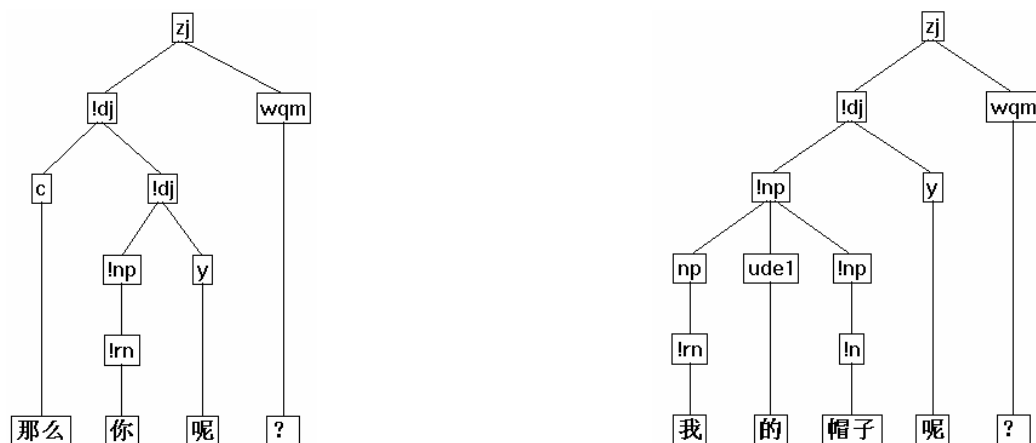 zj zj
!dj wqm !dj wqm
c !dj !np y
!np y np ude1 !np
!rn !rn !n
那么 你 呢 ? 我 的 帽子 呢 ?